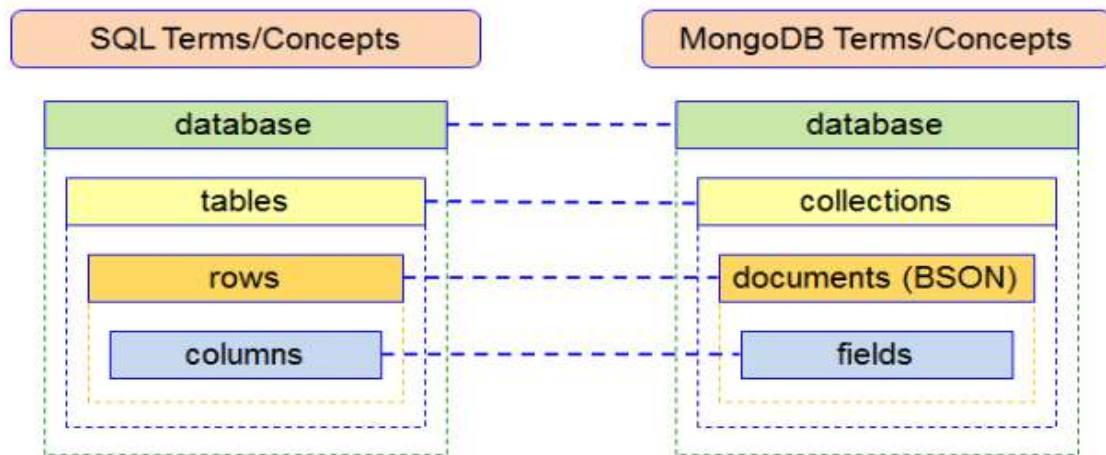 SQL Terms/Concepts
MongoDB Terms/Concepts
database
database
tables
collections
rows
documents (BSON)
columns
fields